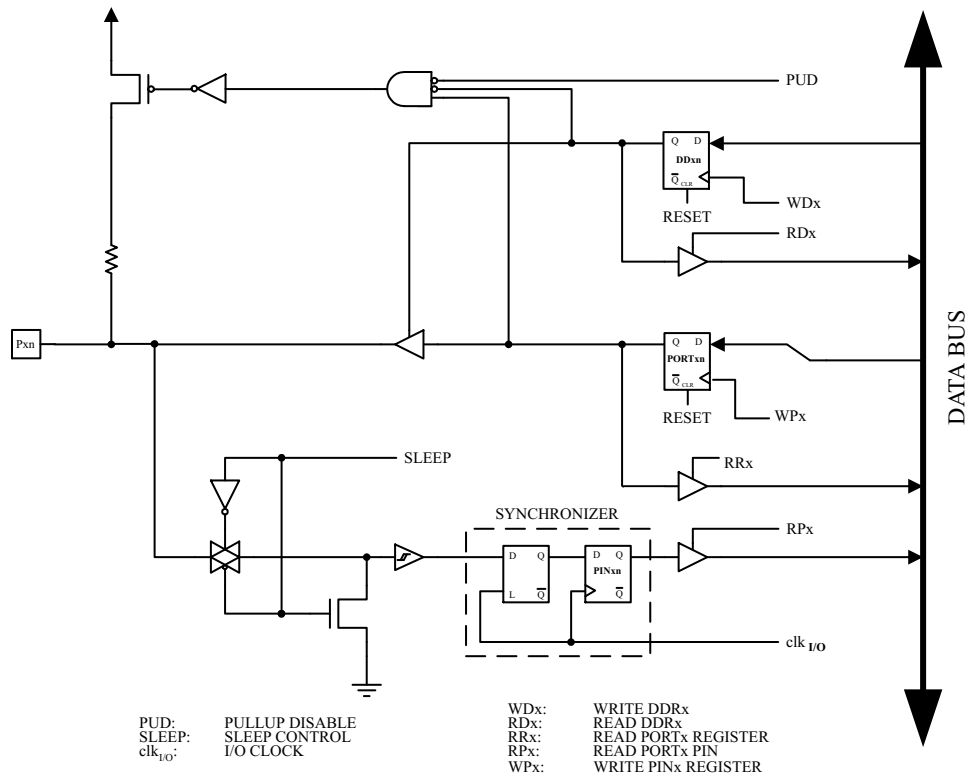 PUD
Q D
DDxn
Q CLR
WDx
RESET
RDx
Pxn
Q D
PORTxn
Q CLR
RESET
WPx
DATA BUS
SLEEP
RRx
SYNCHRONIZER
RPx
D Q
L Q
D Q
PINxn
Q
clk I/O
PUD: PULLUP DISABLE
SLEEP: SLEEP CONTROL
clkI/O: I/O CLOCK
WDx: WRITE DDRx
RDx: READ DDRx
RRx: READ PORTx REGISTER
RPx: READ PORTx PIN
WPx: WRITE PINx REGISTER